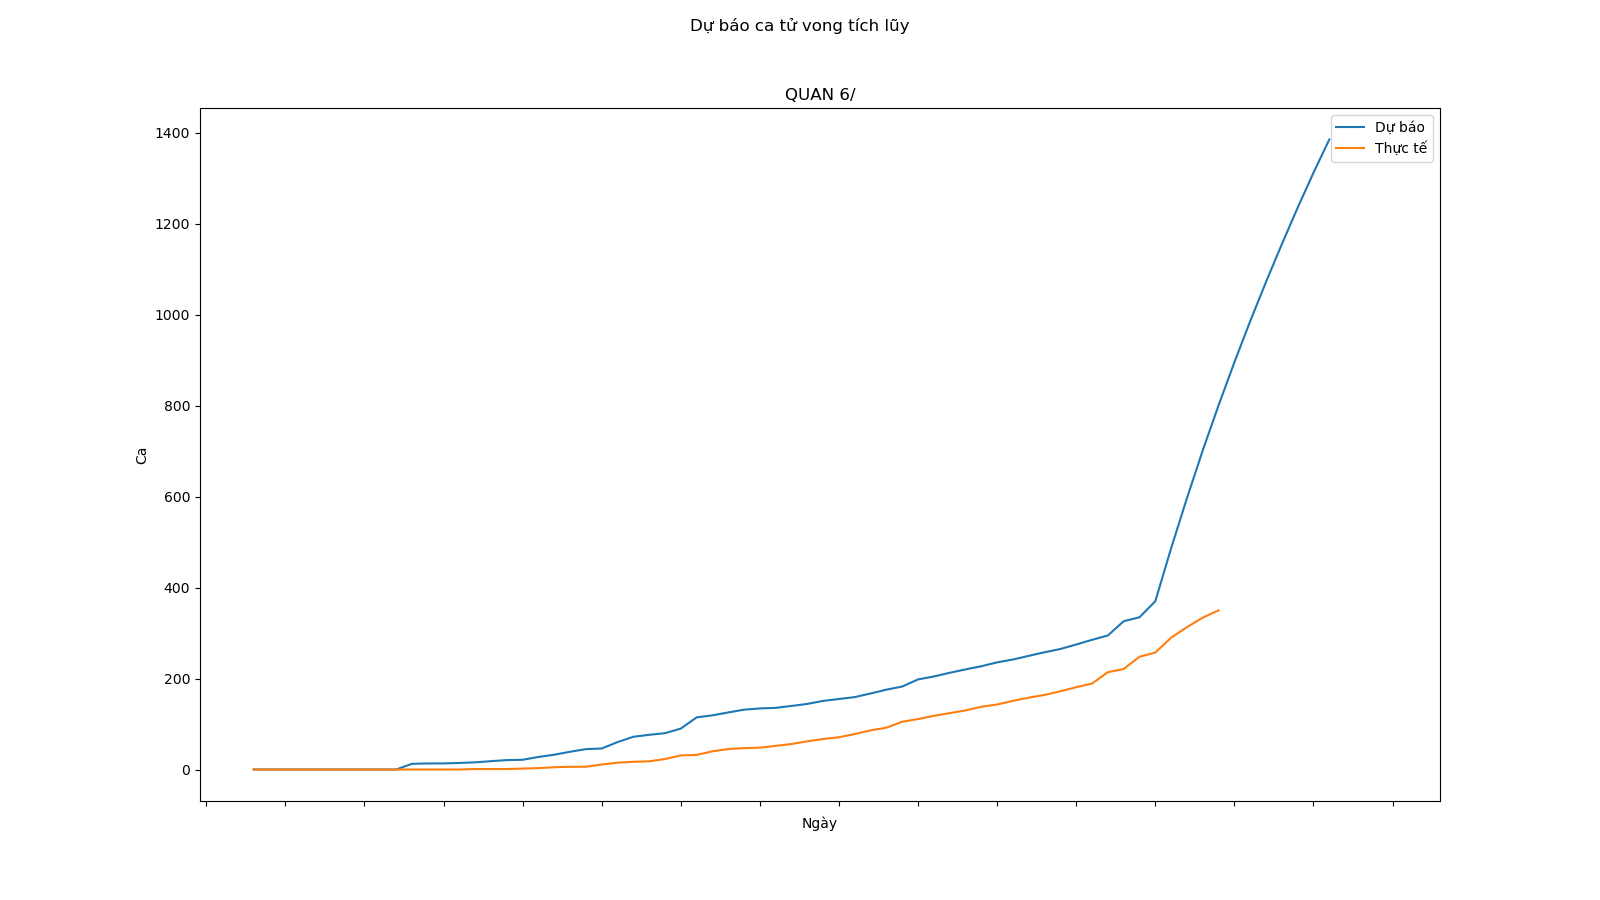 Dự báo ca tử vong tích lũy
QUAN 6/
Dự báo
Thực tế
1400
1200
1000
800
600
400
200
0
Ca
Ngày